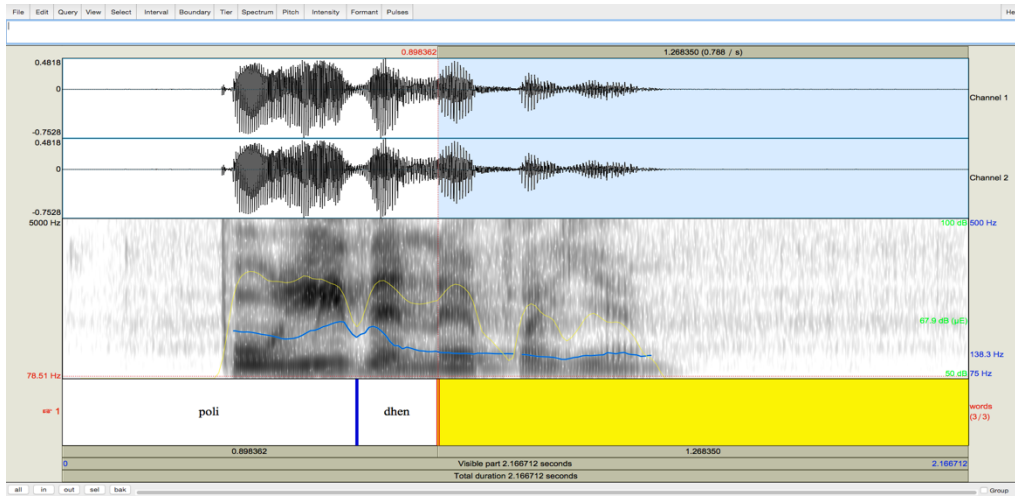 File Edit Query View Select Interval Boundary Tier Spectrum Pitch Intensity Formant Pulses He
0.898362 1.268350 (0.788 / s)
0.4818
0
-0.7528
Channel 1
0.4818
0
-0.7528
Channel 2
5000 Hz 100 dB 500 Hz
67.9 dB (µE)
138.3 Hz
78.51 Hz 50 dB 75 Hz
1 poli dhen words
(3/3)
0.898362 1.268350
0 Visible part 2.166712 seconds 2.166712
Total duration 2.166712 seconds
all in out sel bak Group